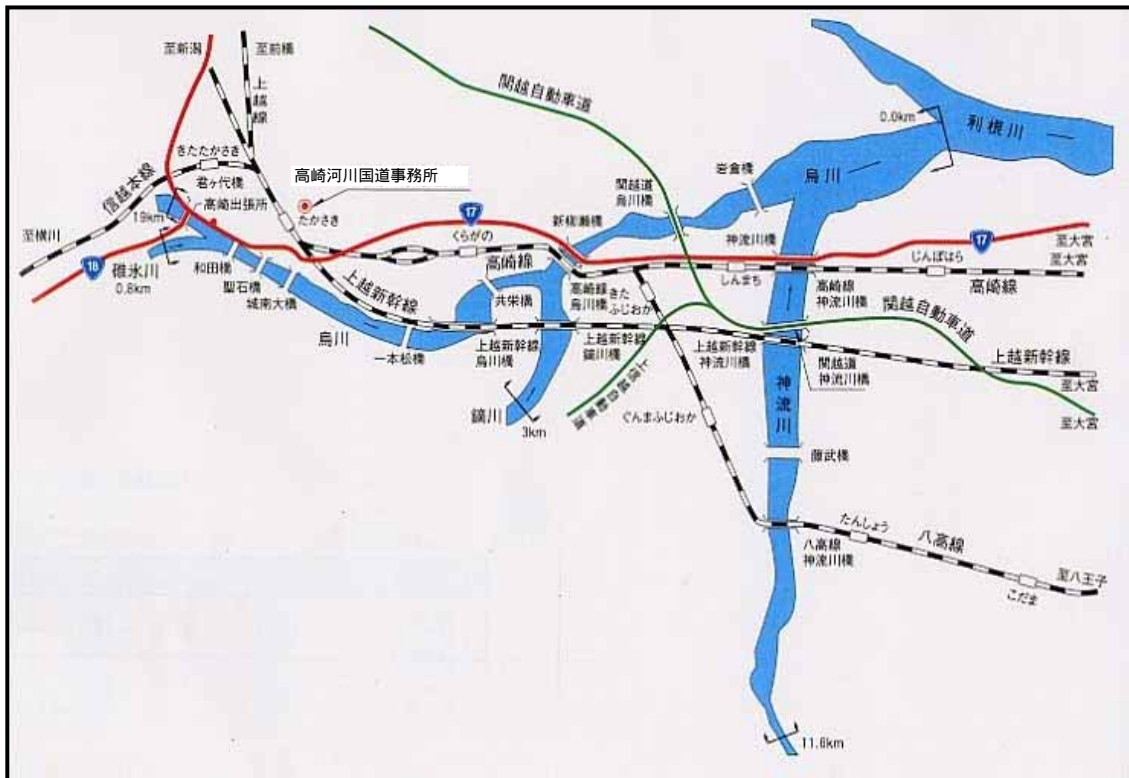 至新潟
至前橋
上越線
関越自動車道
0.0km
利根川
きたたかさき
信越本線
君ヶ代橋
高崎出張所
19km
高崎河川国道事務所
たかさき
17
くらがの
新柳瀬橋
関越道
烏川橋
岩倉橋
烏川
神流川橋
17
じんぼはら
至大宮
至大宮
至横川
18
碓氷川
0.8km
和田橋
聖石橋
城南大橋
上越新幹線
高崎線
共栄橋
高崎線
烏川橋
きた
ふじおか
しんまち
高崎線
神流川橋
高崎線
関越自動車道
烏川
一本松橋
上越新幹線
烏川橋
上越新幹線
鏑川橋
上越新幹線
神流川橋
関越道
神流川橋
上越新幹線
至大宮
至大宮
上信越自動車道
鏑川
3km
ぐんまふじおか
神流川
藤武橋
たんしょう
八高線
八高線
神流川橋
至八王子
こだま
11.6km